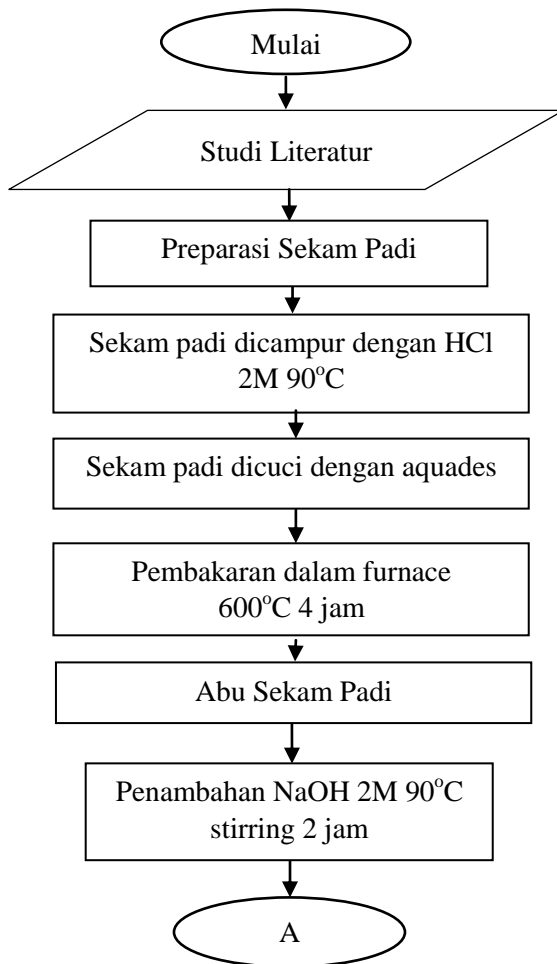 Mulai
Studi Literatur
Preparasi Sekam Padi
Sekam padi dicampur dengan HCl
2M 90°C
Sekam padi dicuci dengan aquades
Pembakaran dalam furnace
600°C 4 jam
Abu Sekam Padi
Penambahan NaOH 2M 90°C
stirring 2 jam
A